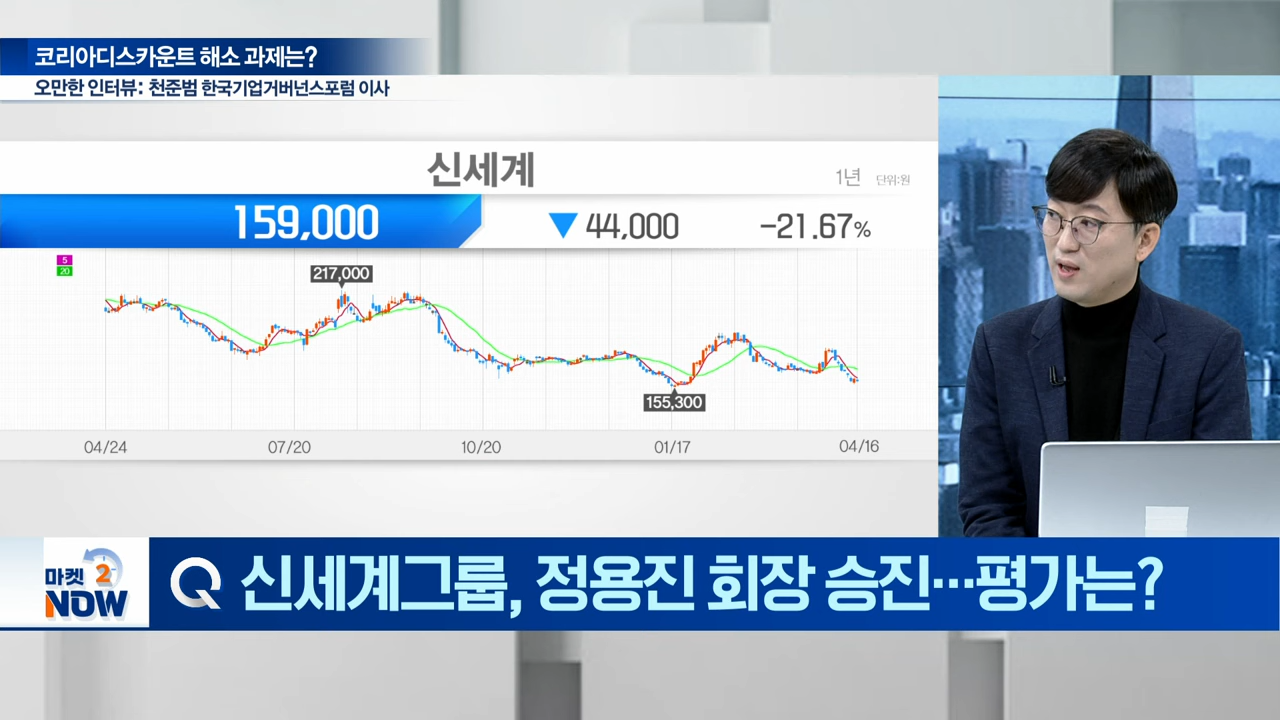 코리아디스카운트 해소 과제는?
오만한 인터뷰: 천준범 한국기업거버넌스포럼 이사
신세계
1년 단위:원
159,000 ▼ 44,000 -21.67%
5
20
217,000
155,300
04/24 07/20 10/20 01/17 04/16
마켓 2
NOW
Q 신세계그룹, 정용진 회장 승진…평가는?